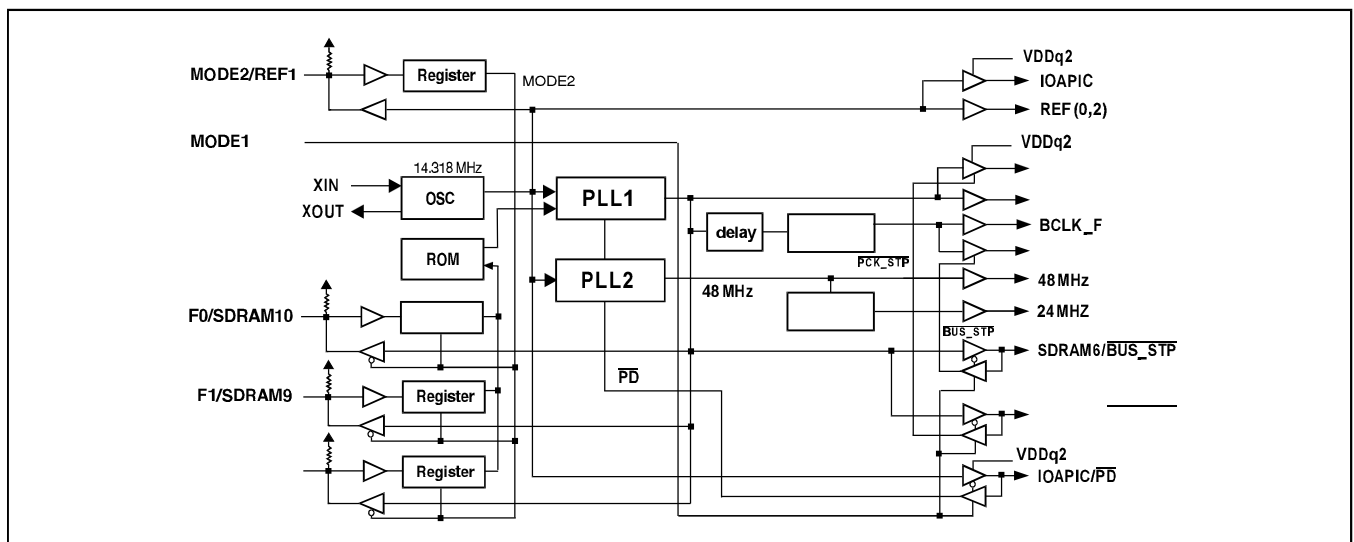 VDDq2
MODE2/REF1
Register
MODE2
IOAPIC
REF(0,2)
MODE1
VDDq2
14.318 MHz
XIN
OSC
PLL1
XOUT
delay
BCLK_F
ROM
PCK_STP
PLL2
48 MHz
48 MHz
F0/SDRAM10
24 MHZ
BUS_STP
SDRAM6/BUS_STP
PD
F1/SDRAM9
Register
VDDq2
Register
IOAPIC/PD